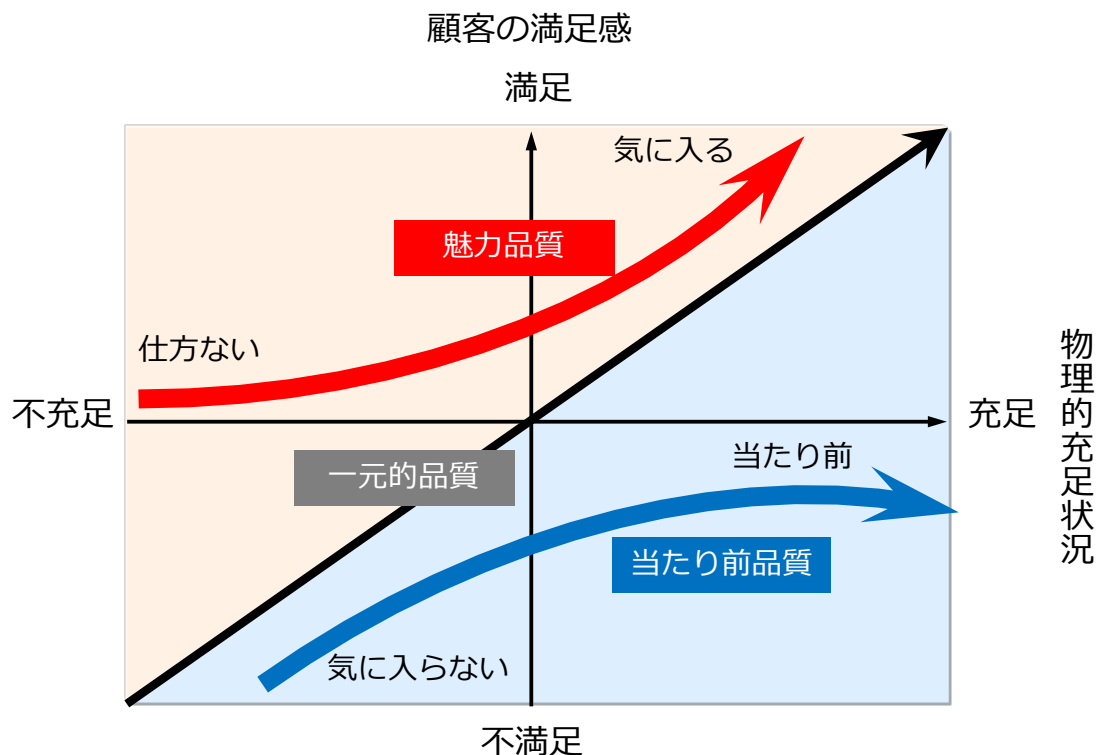 顧客の満足感
満足
気に入る
魅力品質
仕方ない
不充足
充足
物理的充足状況
当たり前
一元的品質
当たり前品質
気に入らない
不満足